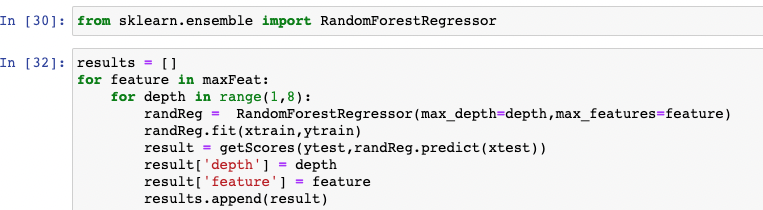 In [30]: from sklearn.ensemble import RandomForestRegressor
In [32]: results = []
for feature in maxFeat:
    for depth in range(1,8):
        randReg =  RandomForestRegressor(max_depth=depth,max_features=feature)
        randReg.fit(xtrain,ytrain)
        result = getScores(ytest,randReg.predict(xtest))
        result['depth'] = depth
        result['feature'] = feature
        results.append(result)